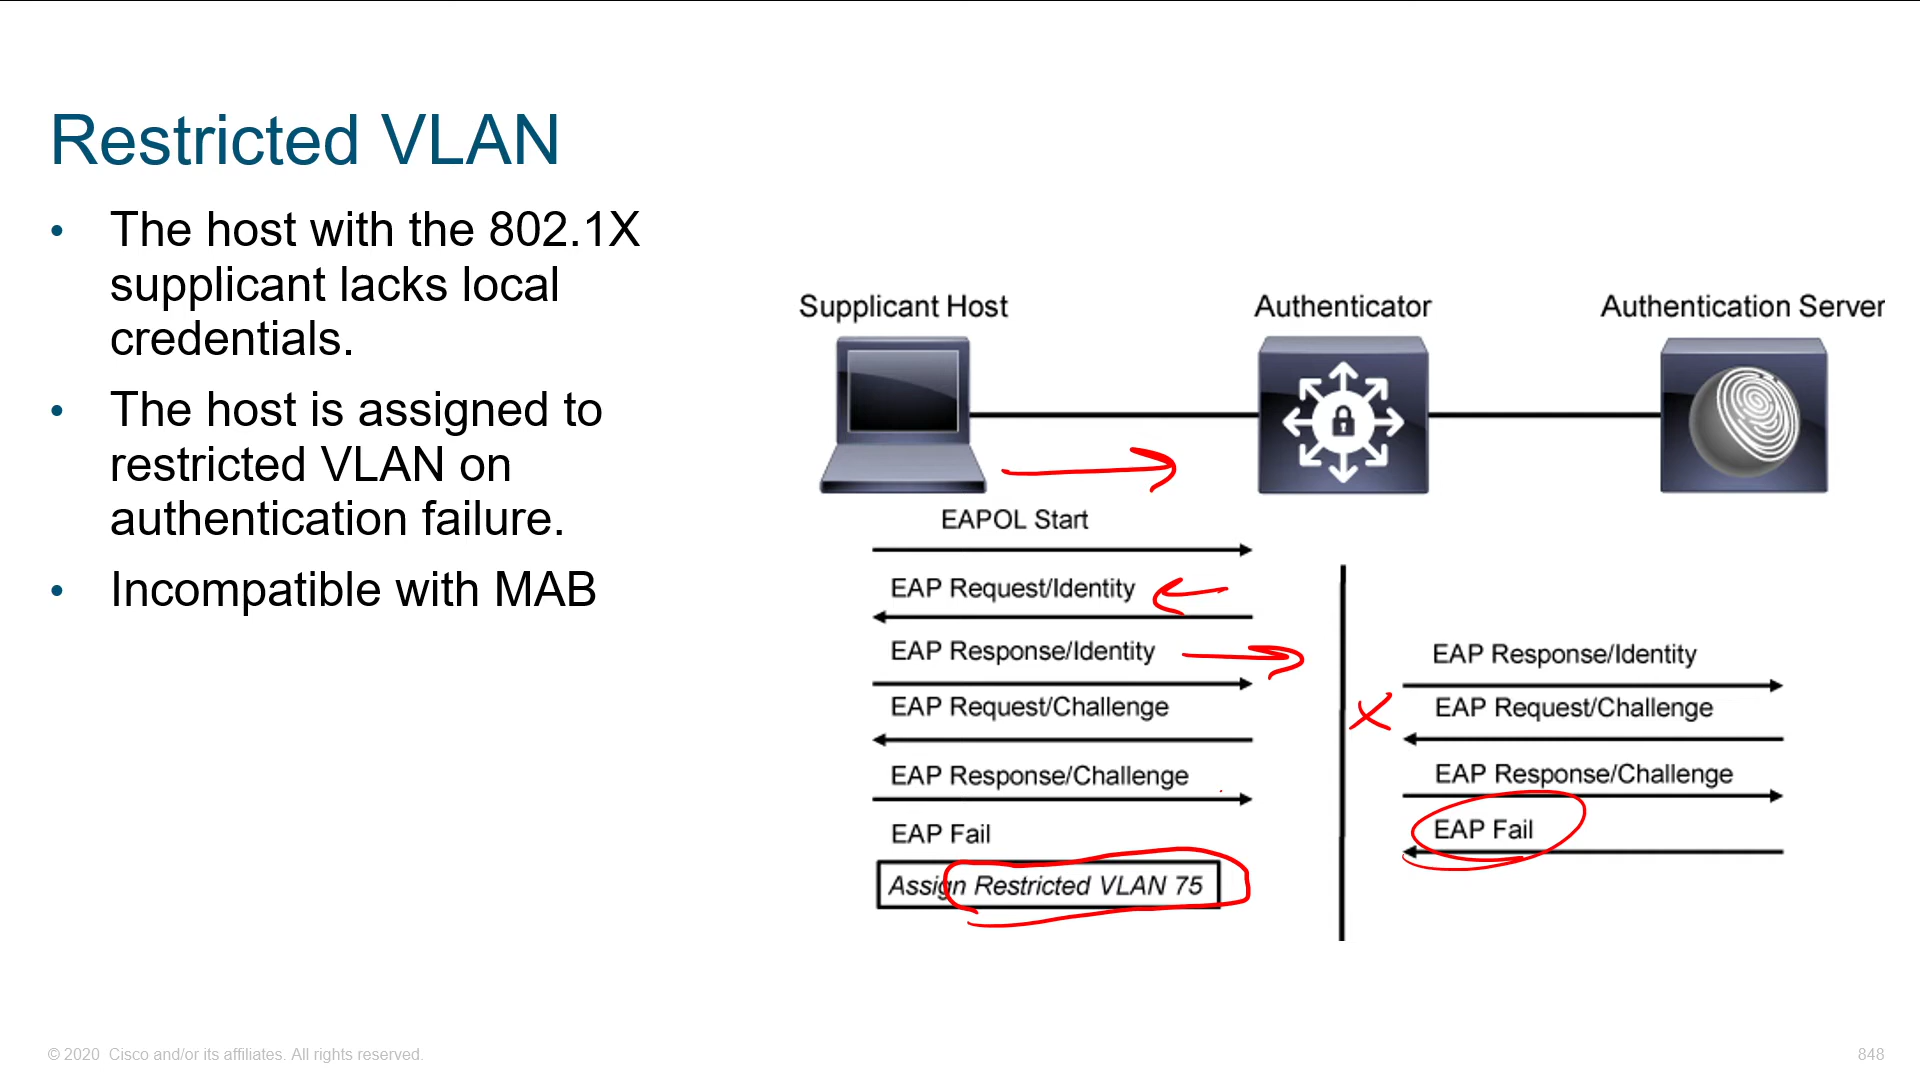 Restricted VLAN
• The host with the 802.1X
supplicant lacks local
credentials.
• The host is assigned to
restricted VLAN on
authentication failure.
• Incompatible with MAB
Supplicant Host
Authenticator
Authentication Server
EAPOL Start
EAP Request/Identity
EAP Response/Identity
EAP Request/Challenge
EAP Response/Challenge
EAP Fail
Assign Restricted VLAN 75
EAP Response/Identity
EAP Request/Challenge
EAP Response/Challenge
EAP Fail
© 2020 Cisco and/or its affiliates. All rights reserved.
848